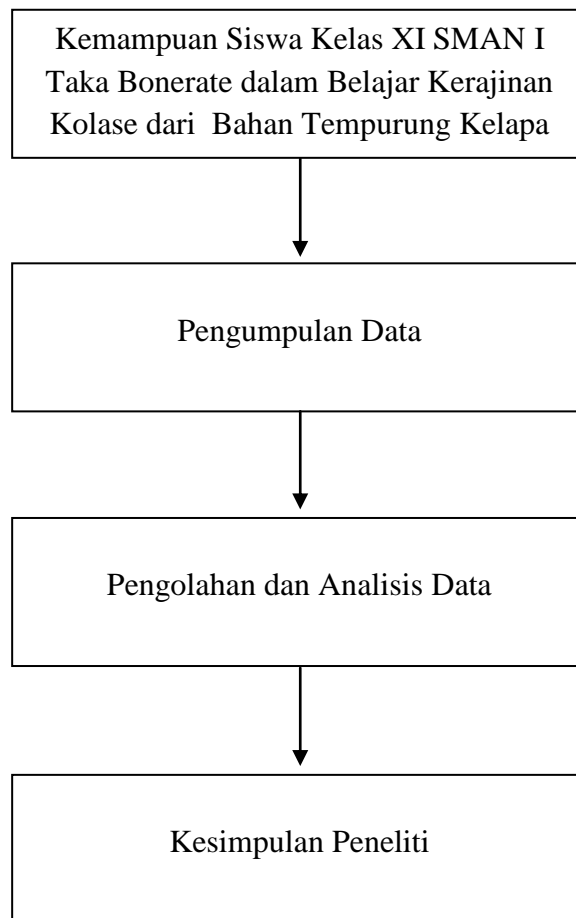 Kemampuan Siswa Kelas XI SMAN I
Taka Bonerate dalam Belajar Kerajinan
Kolase dari Bahan Tempurung Kelapa
Pengumpulan Data
Pengolahan dan Analisis Data
Kesimpulan Peneliti